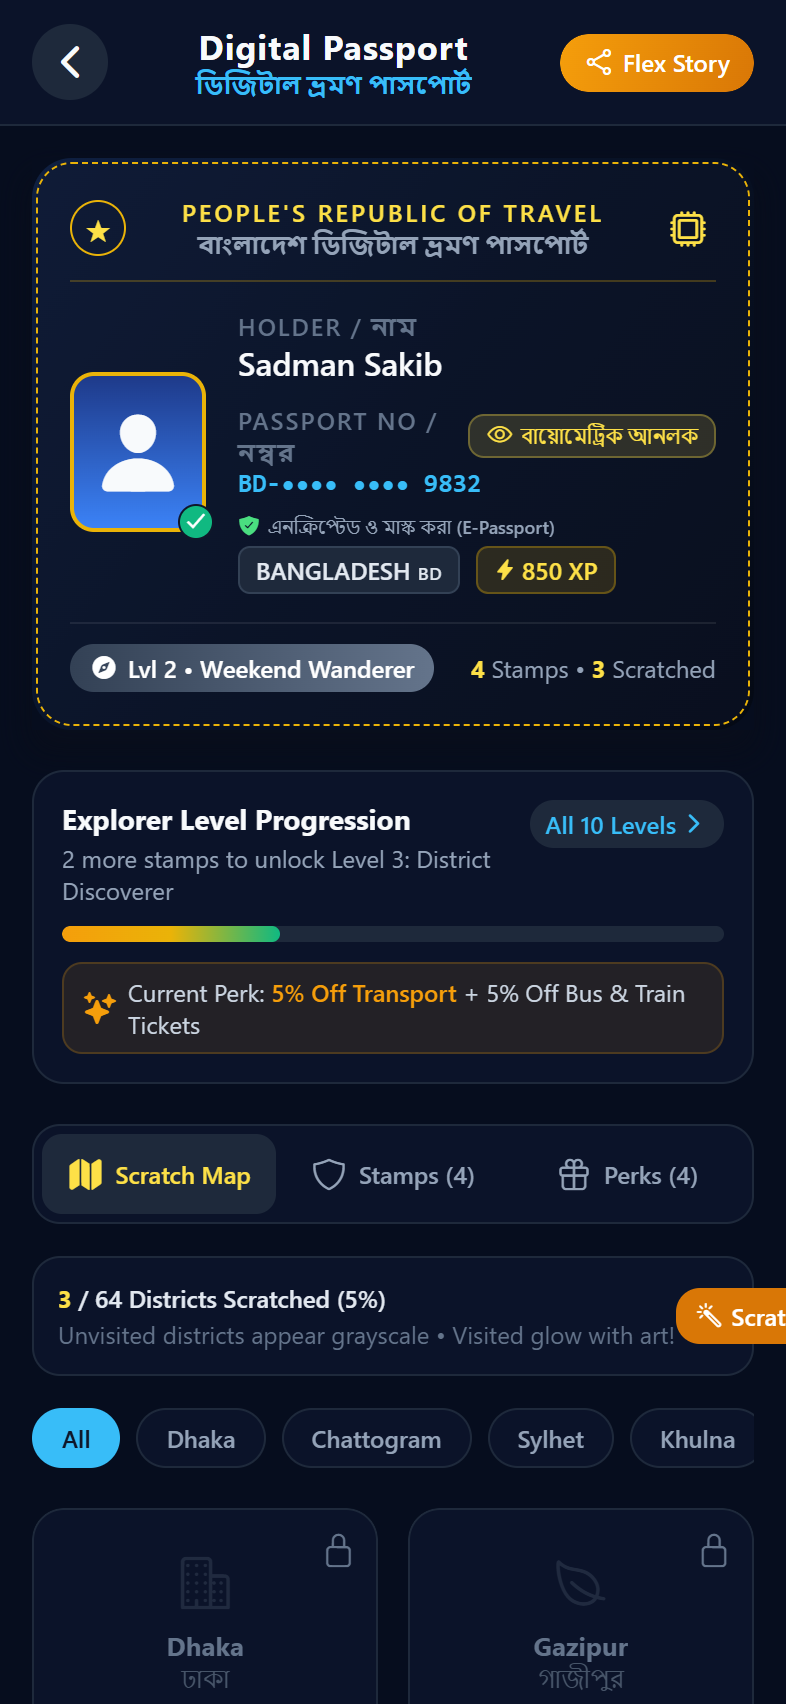 Digital Passport
ডিজিটাল ভ্রমণ পাসপোর্ট
Flex Story
PEOPLE'S REPUBLIC OF TRAVEL
বাংলাদেশ ডিজিটাল ভ্রমণ পাসপোর্ট
HOLDER / নাম
Sadman Sakib
PASSPORT NO /
নম্বর
বায়োমেট্রিক আনলক
BD-•••• •••• 9832
এনক্রিপ্টেড ও মাস্ক করা (E-Passport)
BANGLADESH BD
850 XP
Lvl 2 • Weekend Wanderer
4 Stamps • 3 Scratched
Explorer Level Progression
All 10 Levels
2 more stamps to unlock Level 3: District
Discoverer
Current Perk: 5% Off Transport + 5% Off Bus & Train
Tickets
Scratch Map
Stamps (4)
Perks (4)
3 / 64 Districts Scratched (5%)
Unvisited districts appear grayscale • Visited glow with art!
Scrat
All
Dhaka
Chattogram
Sylhet
Khulna
Dhaka
ঢাকা
Gazipur
গাজীপুর